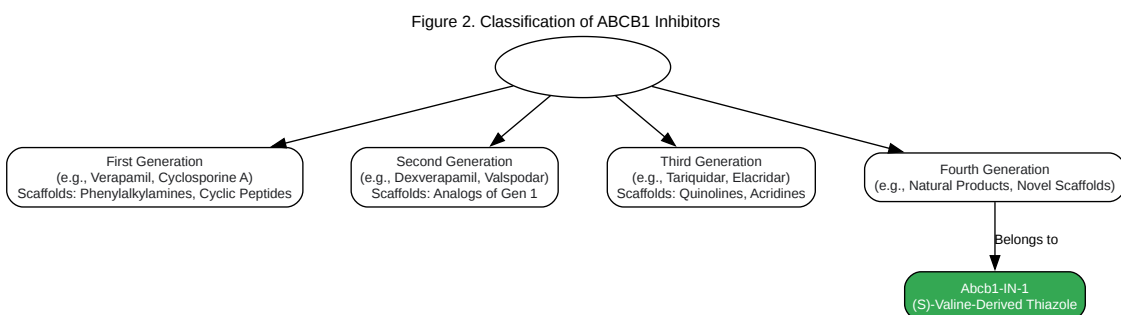 Figure 2. Classification of ABCB1 Inhibitors
First Generation
(e.g., Verapamil, Cyclosporine A)
Scaffolds: Phenylalkylamines, Cyclic Peptides
Second Generation
(e.g., Dexverapamil, Valspodar)
Scaffolds: Analogs of Gen 1
Third Generation
(e.g., Tariquidar, Elacridar)
Scaffolds: Quinolines, Acridines
Fourth Generation
(e.g., Natural Products, Novel Scaffolds)
Belongs to
Abcb1-IN-1
(S)-Valine-Derived Thiazole